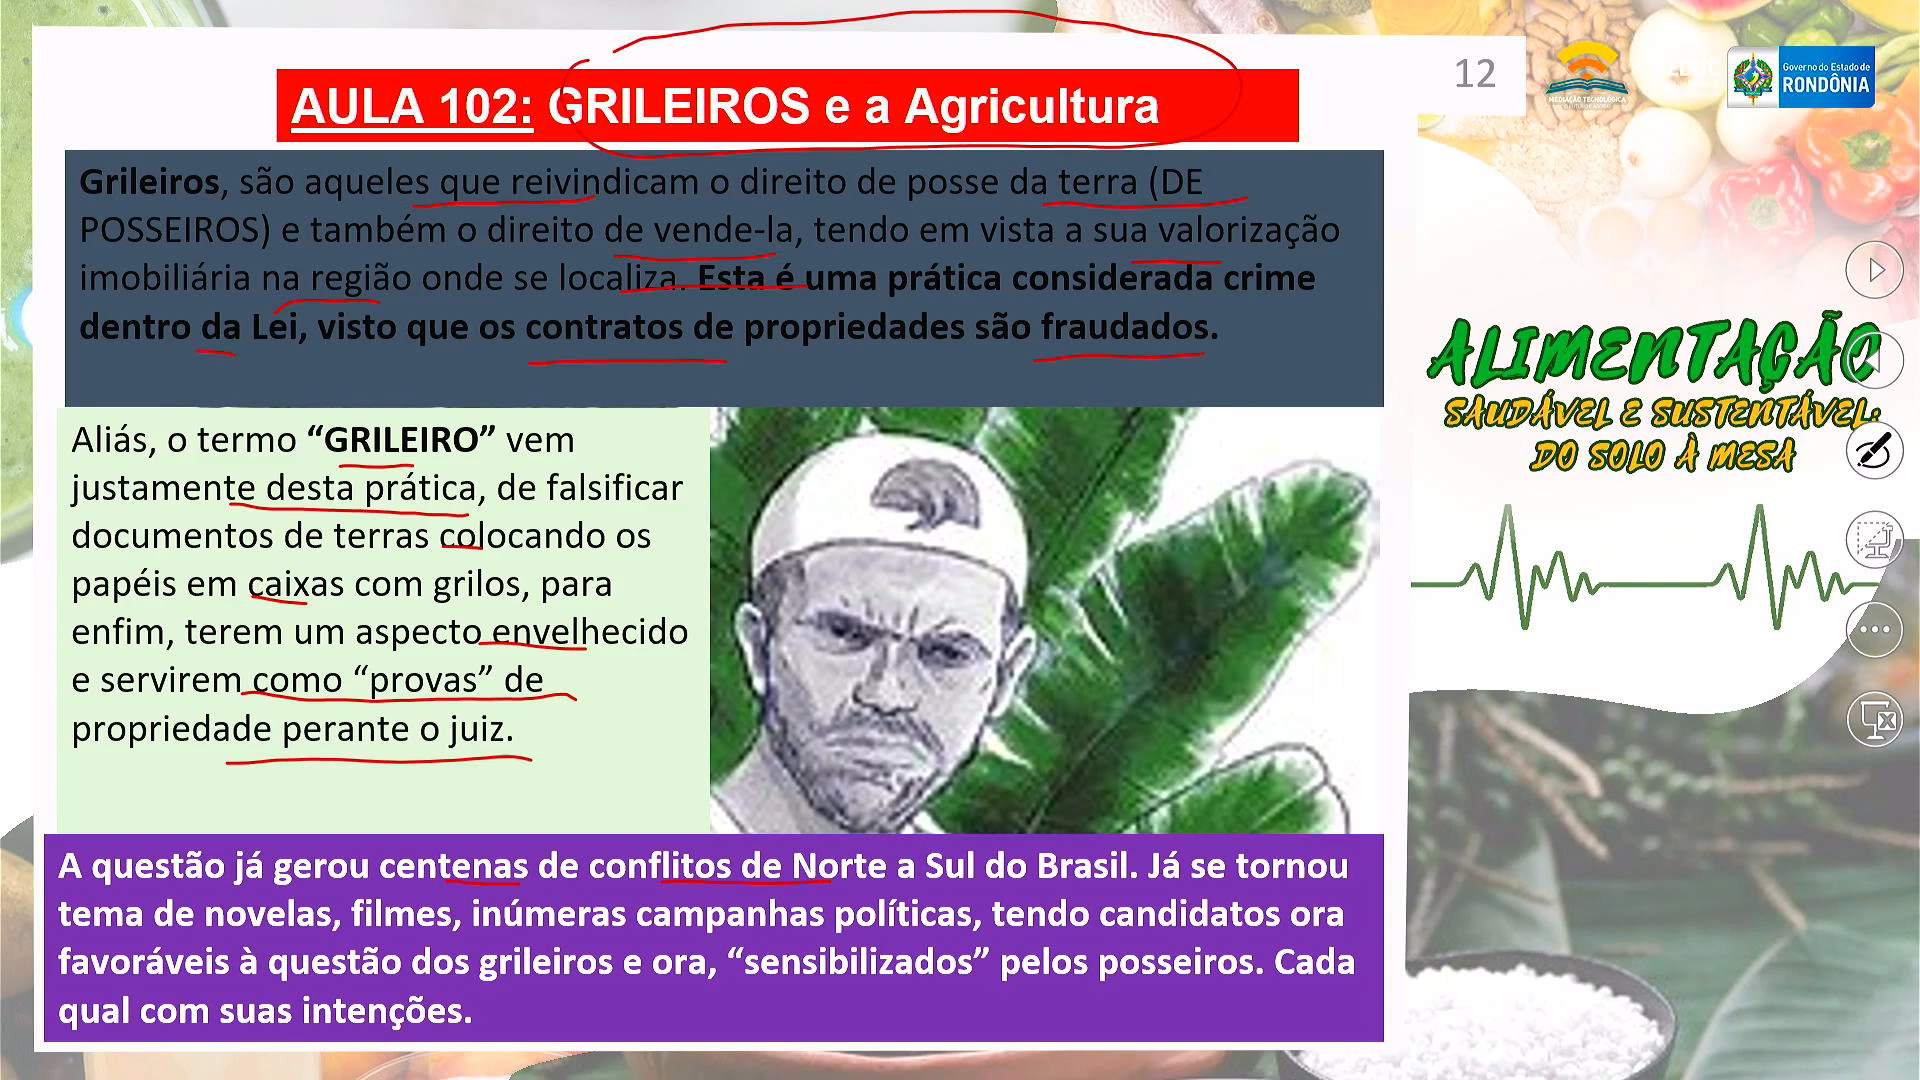 12
MEDIAÇÃO TECNOLÓGICA
Governo do Estado de
RONDÔNIA
AULA 102: GRILEIROS e a Agricultura
Grileiros, são aqueles que reivindicam o direito de posse da terra (DE
POSSEIROS) e também o direito de vende-la, tendo em vista a sua valorização
imobiliária na região onde se localiza. Esta é uma prática considerada crime
dentro da Lei, visto que os contratos de propriedades são fraudados.
Aliás, o termo “GRILEIRO” vem
justamente desta prática, de falsificar
documentos de terras colocando os
papéis em caixas com grilos, para
enfim, terem um aspecto envelhecido
e servirem como “provas” de
propriedade perante o juiz.
A questão já gerou centenas de conflitos de Norte a Sul do Brasil. Já se tornou
tema de novelas, filmes, inúmeras campanhas políticas, tendo candidatos ora
favoráveis à questão dos grileiros e ora, “sensibilizados” pelos posseiros. Cada
qual com suas intenções.
ALIMENTAÇÃO
SAUDÁVEL E SUSTENTÁVEL:
DO SOLO À MESA